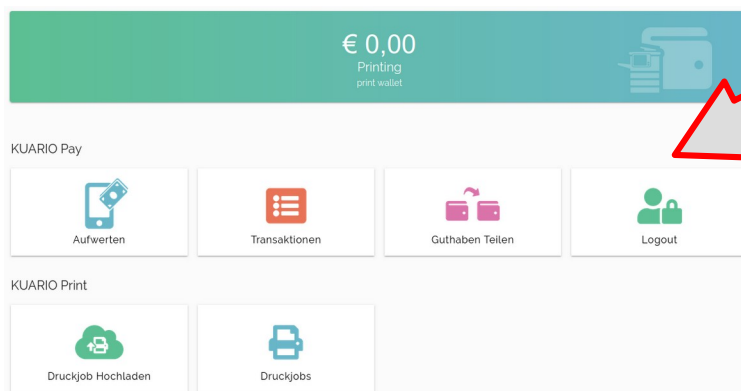 € 0,00
Printing
print wallet
KUARIO Pay
Aufwerten
Transaktionen
Guthaben Teilen
Logout
KUARIO Print
Druckjob Hochladen
Druckjobs